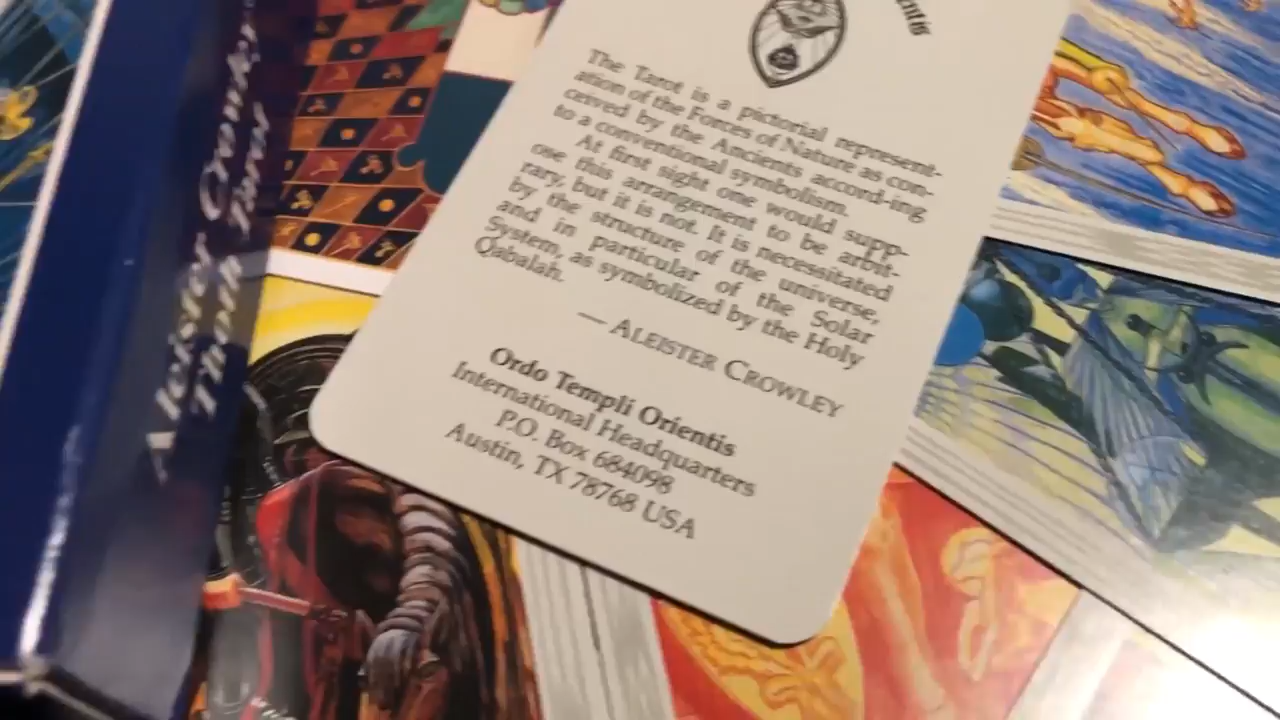 entis
The Tarot is a pictorial represent-
ation of the Forces of Nature as con-
ceived by the Ancients accord-ing
to a conventional symbolism.
At first sight one would supp-
ose this arrangement to be arbit-
rary, but it is not. It is necessitated
by the structure of the universe,
and in particular of the Solar
System, as symbolized by the Holy
Qabalah.
— ALEISTER CROWLEY
Ordo Templi Orientis
International Headquarters
P.O. Box 684098
Austin, TX 78768 USA
Aleister Crowley
Thoth Tarot